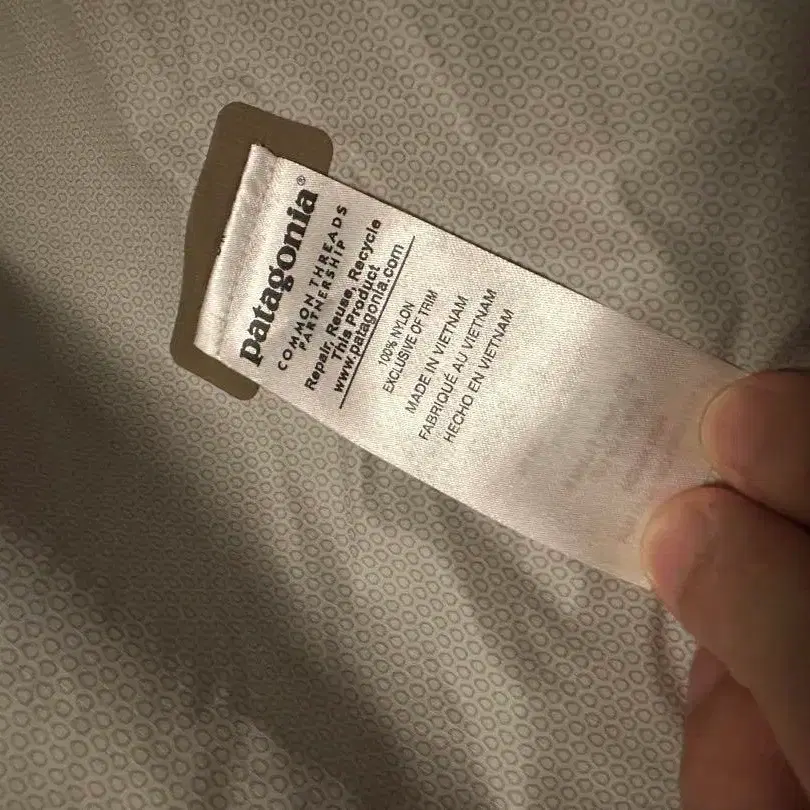 patagonia®
COMMON THREADS
PARTNERSHIP
Repair, Reuse, Recycle
This Product
www.patagonia.com
100% NYLON
EXCLUSIVE OF TRIM
MADE IN VIETNAM
FABRIQUÉ AU VIETNAM
HECHO EN VIETNAM